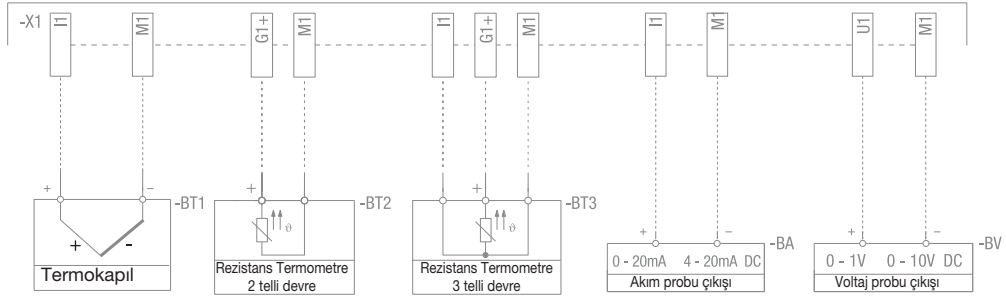 -X1
I1 M1 G1+ M1 I1 G1+ M1 I1 M1 U1 M1
+ - -BT1
+ -BT2
+ -BT3
+ - -BA
+ - -BV
+ -
Termokapıl
ϑ
Rezistans Termometre
2 telli devre
ϑ
Rezistans Termometre
3 telli devre
0 - 20mA 4 - 20mA DC
Akım probu çıkışı
0 - 1V 0 - 10V DC
Voltaj probu çıkışı